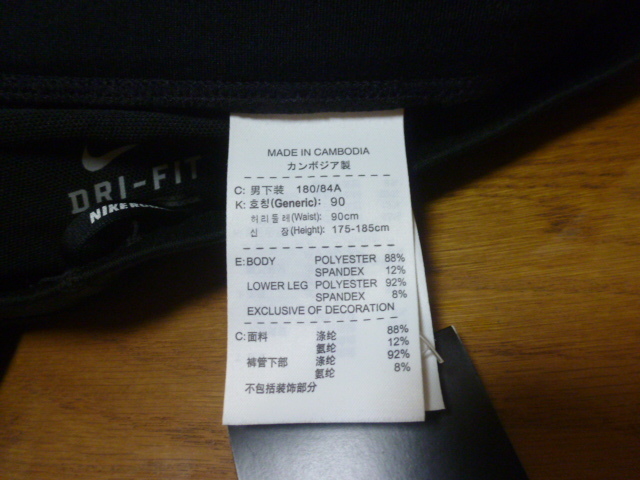 MADE IN CAMBODIA
カンボジア製
C: 男下装 180/84A
K: 호칭(Generic): 90
허리둘레(Waist): 90cm
신 장(Height): 175-185cm
E:BODY POLYESTER 88%
SPANDEX 12%
LOWER LEG POLYESTER 92%
SPANDEX 8%
EXCLUSIVE OF DECORATION
C:面料 涤纶 88%
氨纶 12%
裤管下部 涤纶 92%
氨纶 8%
不包括装饰部分
DRI-FIT